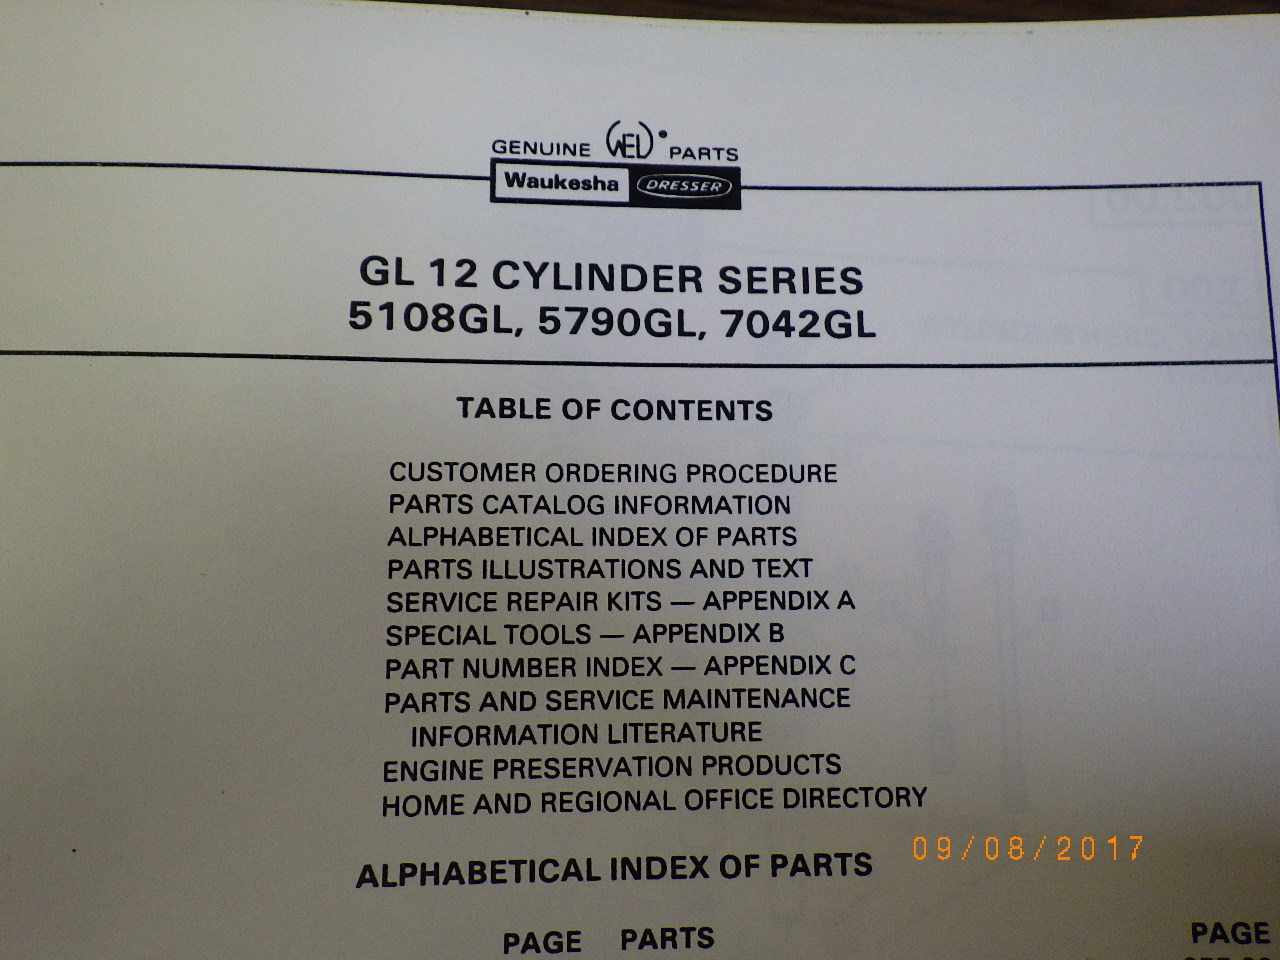 GENUINE WED PARTS
Waukesha DRESSER
GL 12 CYLINDER SERIES
5108GL, 5790GL, 7042GL
TABLE OF CONTENTS
CUSTOMER ORDERING PROCEDURE
PARTS CATALOG INFORMATION
ALPHABETICAL INDEX OF PARTS
PARTS ILLUSTRATIONS AND TEXT
SERVICE REPAIR KITS — APPENDIX A
SPECIAL TOOLS — APPENDIX B
PART NUMBER INDEX — APPENDIX C
PARTS AND SERVICE MAINTENANCE
INFORMATION LITERATURE
ENGINE PRESERVATION PRODUCTS
HOME AND REGIONAL OFFICE DIRECTORY
09/08/2017
ALPHABETICAL INDEX OF PARTS
PAGE PARTS PAGE